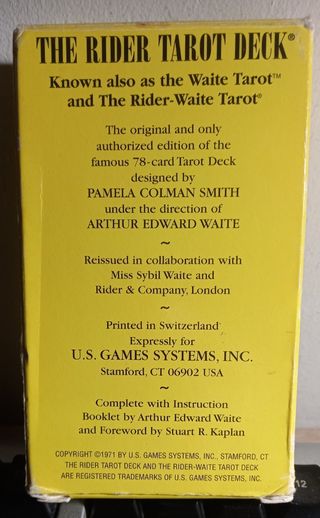 THE RIDER TAROT DECK®
Known also as the Waite Tarot™
and The Rider-Waite Tarot®
The original and only
authorized edition of the
famous 78-card Tarot Deck
designed by
PAMELA COLMAN SMITH
under the direction of
ARTHUR EDWARD WAITE
~
Reissued in collaboration with
Miss Sybil Waite and
Rider & Company, London
~
Printed in Switzerland
Expressly for
U.S. GAMES SYSTEMS, INC.
Stamford, CT 06902 USA
~
Complete with Instruction
Booklet by Arthur Edward Waite
and Foreword by Stuart R. Kaplan
COPYRIGHT ©1971 BY U.S. GAMES SYSTEMS, INC., STAMFORD, CT
THE RIDER TAROT DECK AND THE RIDER-WAITE TAROT DECK
ARE REGISTERED TRADEMARKS OF U.S. GAMES SYSTEMS, INC.